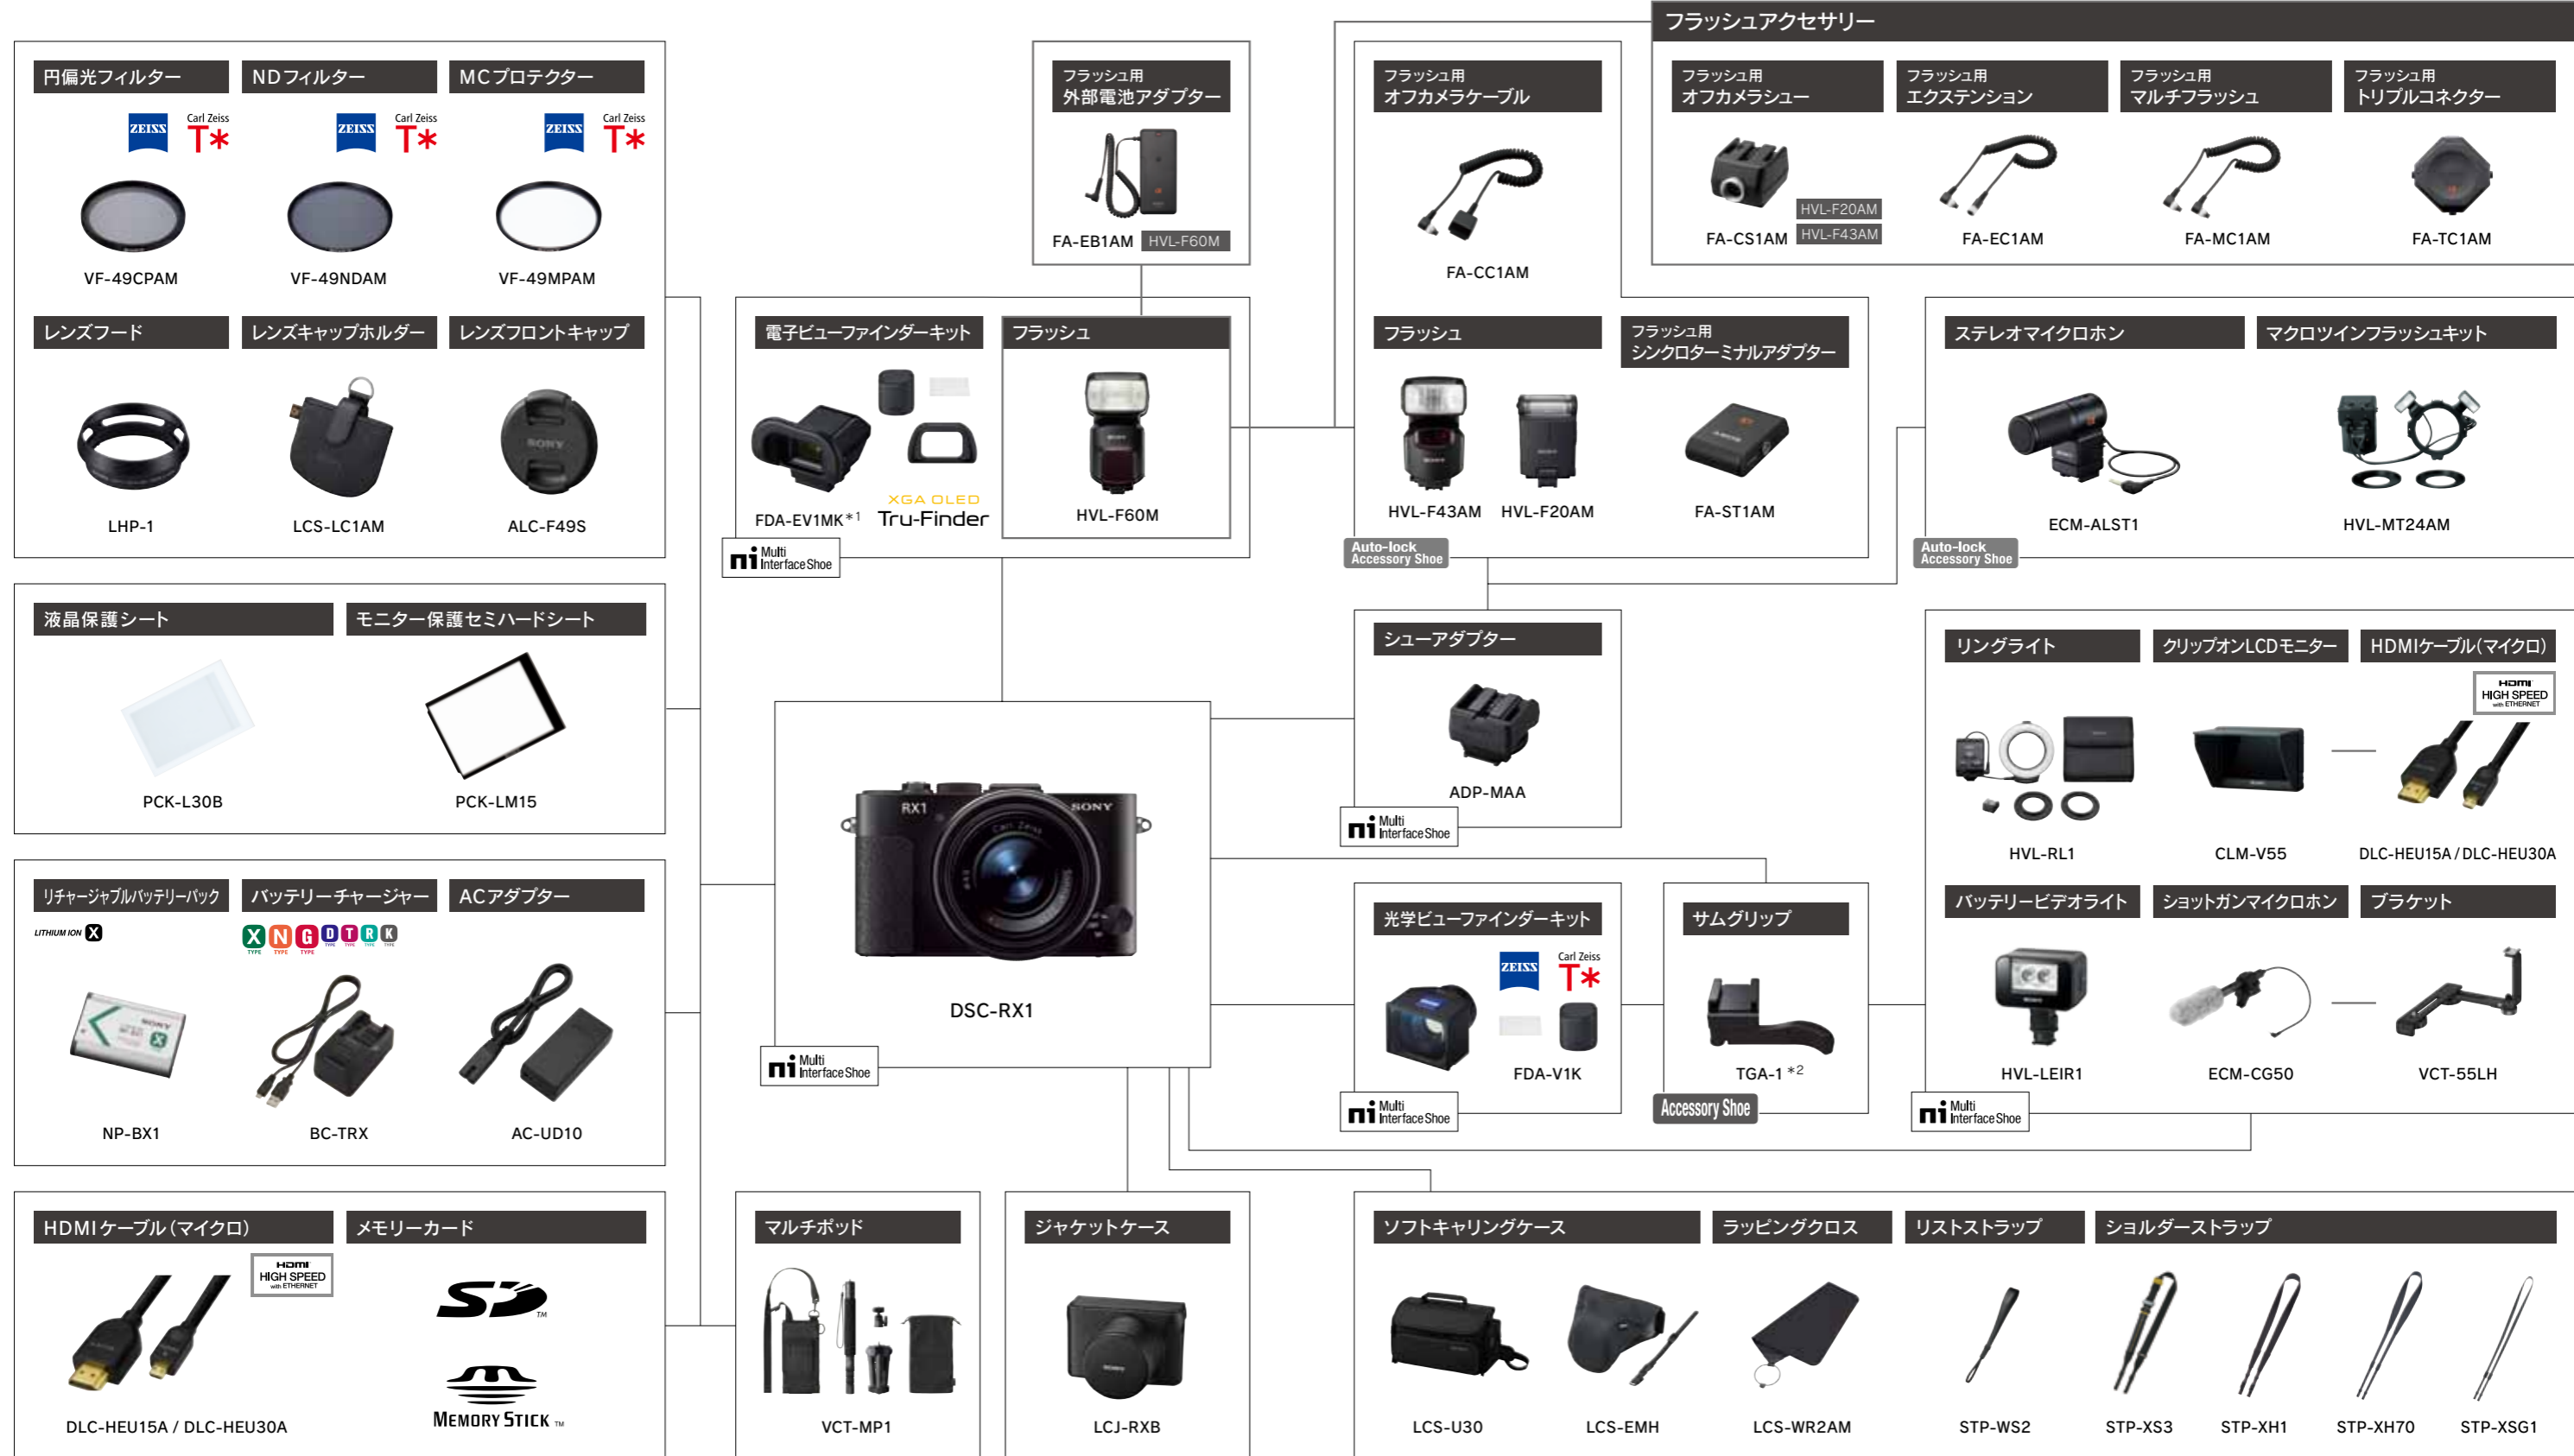 フラッシュアクセサリー
円偏光フィルター
NDフィルター
MCプロテクター
ZEISS
Carl Zeiss
T*
ZEISS
Carl Zeiss
T*
ZEISS
Carl Zeiss
T*
VF-49CPAM
VF-49NDAM
VF-49MPAM
レンズフード
レンズキャップホルダー
レンズフロントキャップ
SONY
LHP-1
LCS-LC1AM
ALC-F49S
フラッシュ用
外部電池アダプター
FA-EB1AM
HVL-F60M
フラッシュ用
オフカメラケーブル
FA-CC1AM
フラッシュ用
オフカメラシュー
FA-CS1AM
HVL-F20AM
HVL-F43AM
フラッシュ用
エクステンション
FA-EC1AM
フラッシュ用
マルチフラッシュ
FA-MC1AM
フラッシュ用
トリプルコネクター
FA-TC1AM
電子ビューファインダーキット
FDA-EV1MK*1
XGA OLED
Tru-Finder
フラッシュ
HVL-F60M
Multi
Interface Shoe
フラッシュ
HVL-F43AM
HVL-F20AM
フラッシュ用
シンクロターミナルアダプター
FA-ST1AM
Auto-lock
Accessory Shoe
ステレオマイクロホン
ECM-ALST1
マクロツインフラッシュキット
HVL-MT24AM
Auto-lock
Accessory Shoe
液晶保護シート
モニター保護セミハードシート
PCK-L30B
PCK-LM15
シューアダプター
ADP-MAA
Multi
Interface Shoe
RX1
SONY
Carl Zeiss
DSC-RX1
Multi
Interface Shoe
リングライト
クリップオンLCDモニター
HDMIケーブル(マイクロ)
HDMI
HIGH SPEED
with ETHERNET
HVL-RL1
CLM-V55
DLC-HEU15A / DLC-HEU30A
バッテリービデオライト
ショットガンマイクロホン
ブラケット
HVL-LEIR1
ECM-CG50
VCT-55LH
Multi
Interface Shoe
リチャージャブルバッテリーパック
バッテリーチャージャー
ACアダプター
LITHIUM ION X
X TYPE
N TYPE
G TYPE
D TYPE
T TYPE
R TYPE
K TYPE
SONY
NP-BX1
BC-TRX
AC-UD10
光学ビューファインダーキット
ZEISS
Carl Zeiss
T*
FDA-V1K
Multi
Interface Shoe
サムグリップ
TGA-1 *2
Accessory Shoe
HDMIケーブル(マイクロ)
HDMI
HIGH SPEED
with ETHERNET
DLC-HEU15A / DLC-HEU30A
メモリーカード
SD TM
MEMORY STICK TM
マルチポッド
VCT-MP1
ジャケットケース
LCJ-RXB
ソフトキャリングケース
ラッピングクロス
リストストラップ
ショルダーストラップ
LCS-U30
LCS-EMH
LCS-WR2AM
STP-WS2
STP-XS3
STP-XH1
STP-XH70
STP-XSG1